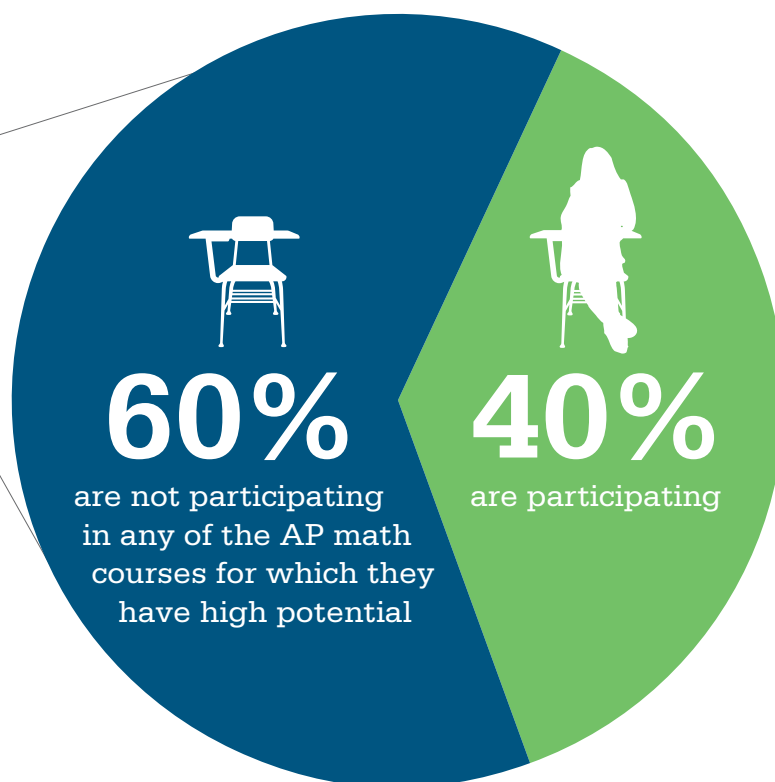 60%
are not participating
in any of the AP math
courses for which they
have high potential
40%
are participating